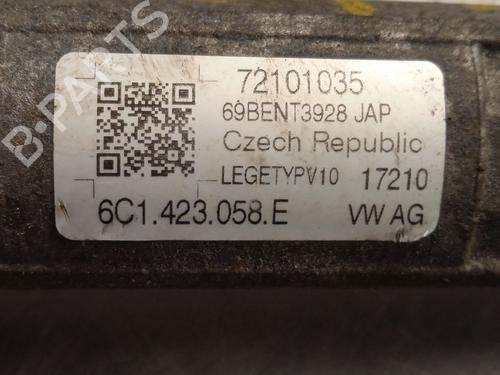 72101035
69BENT3928 JAP
Czech Republic
LEGETYPV10 17210
6C1.423.058.E VW AG
B-PARTS